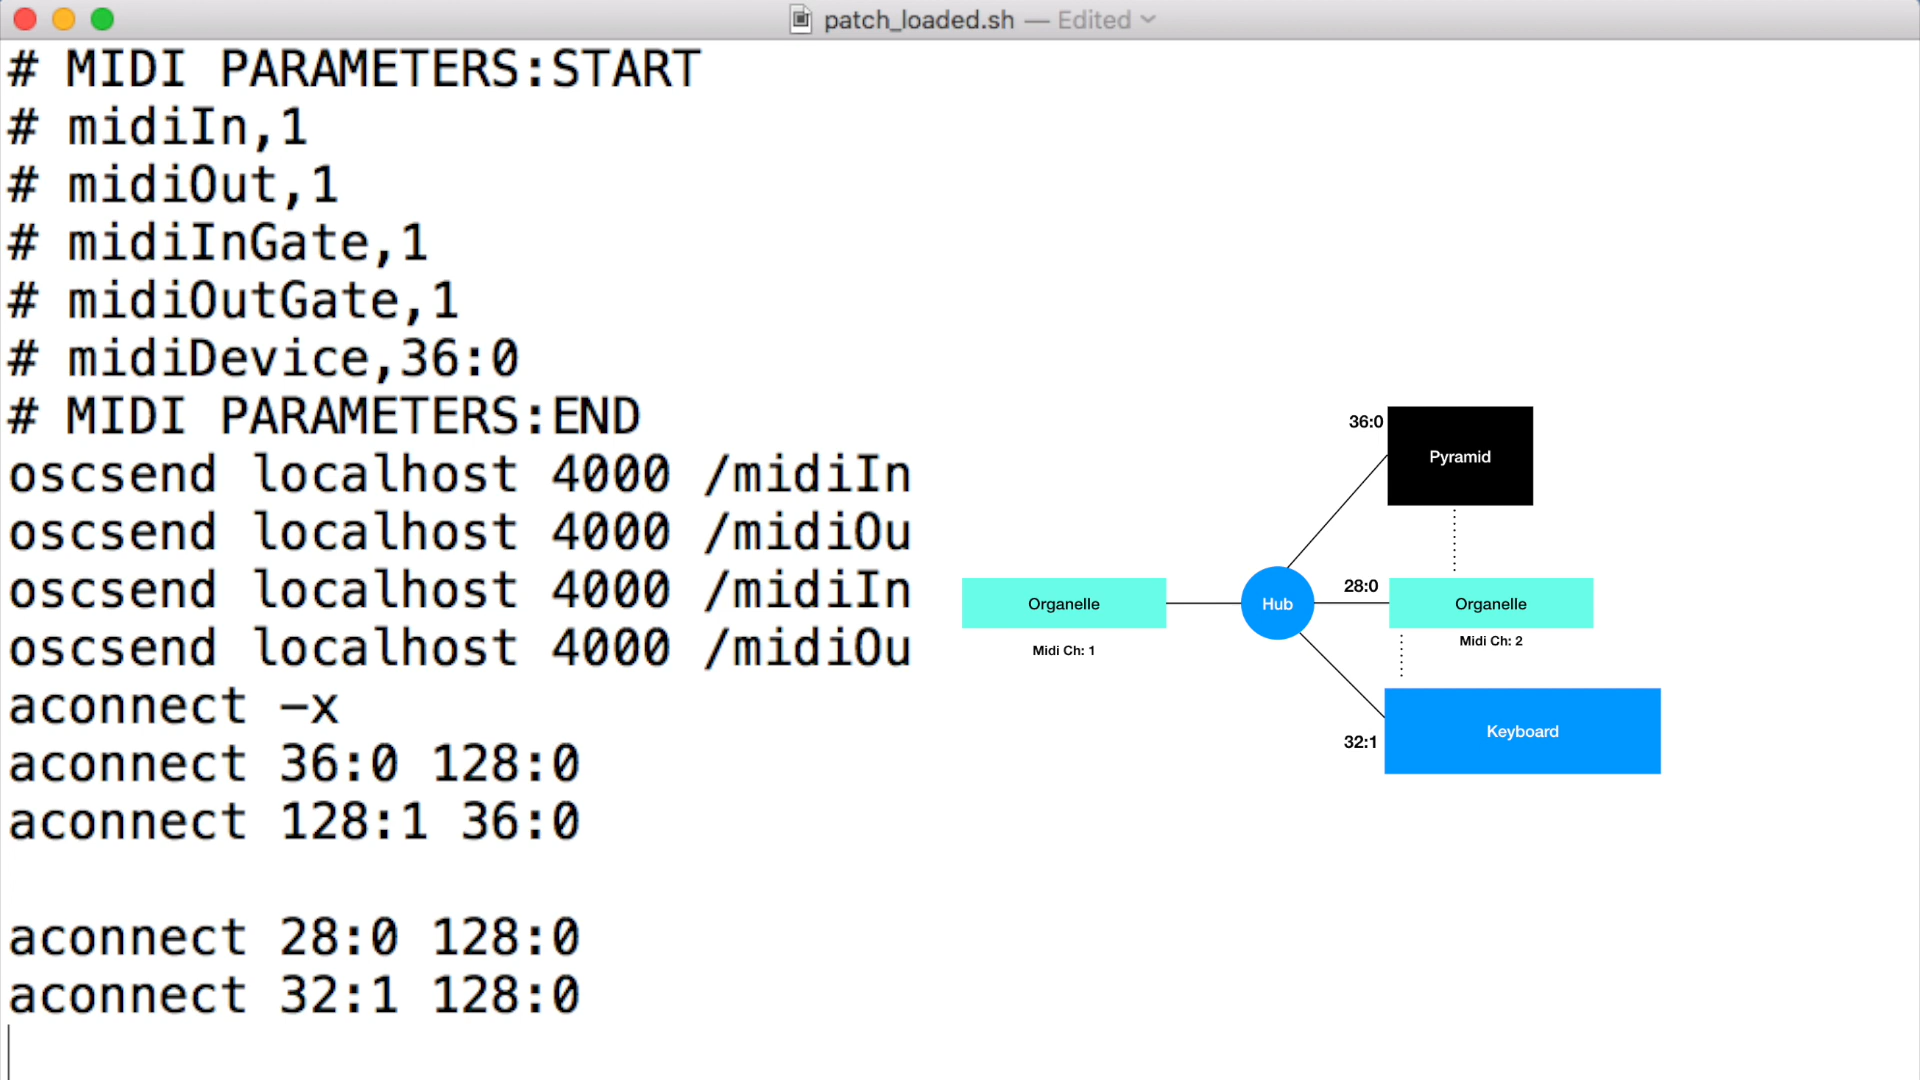 patch_loaded.sh — Edited
# MIDI PARAMETERS:START
# midiIn,1
# midiOut,1
# midiInGate,1
# midiOutGate,1
# midiDevice,36:0
# MIDI PARAMETERS:END
oscsend localhost 4000 /midiIn
oscsend localhost 4000 /midiOu
oscsend localhost 4000 /midiIn
oscsend localhost 4000 /midiOu
aconnect -x
aconnect 36:0 128:0
aconnect 128:1 36:0
aconnect 28:0 128:0
aconnect 32:1 128:0
36:0
Pyramid
Organelle
Midi Ch: 1
Hub
28:0
Organelle
Midi Ch: 2
32:1
Keyboard